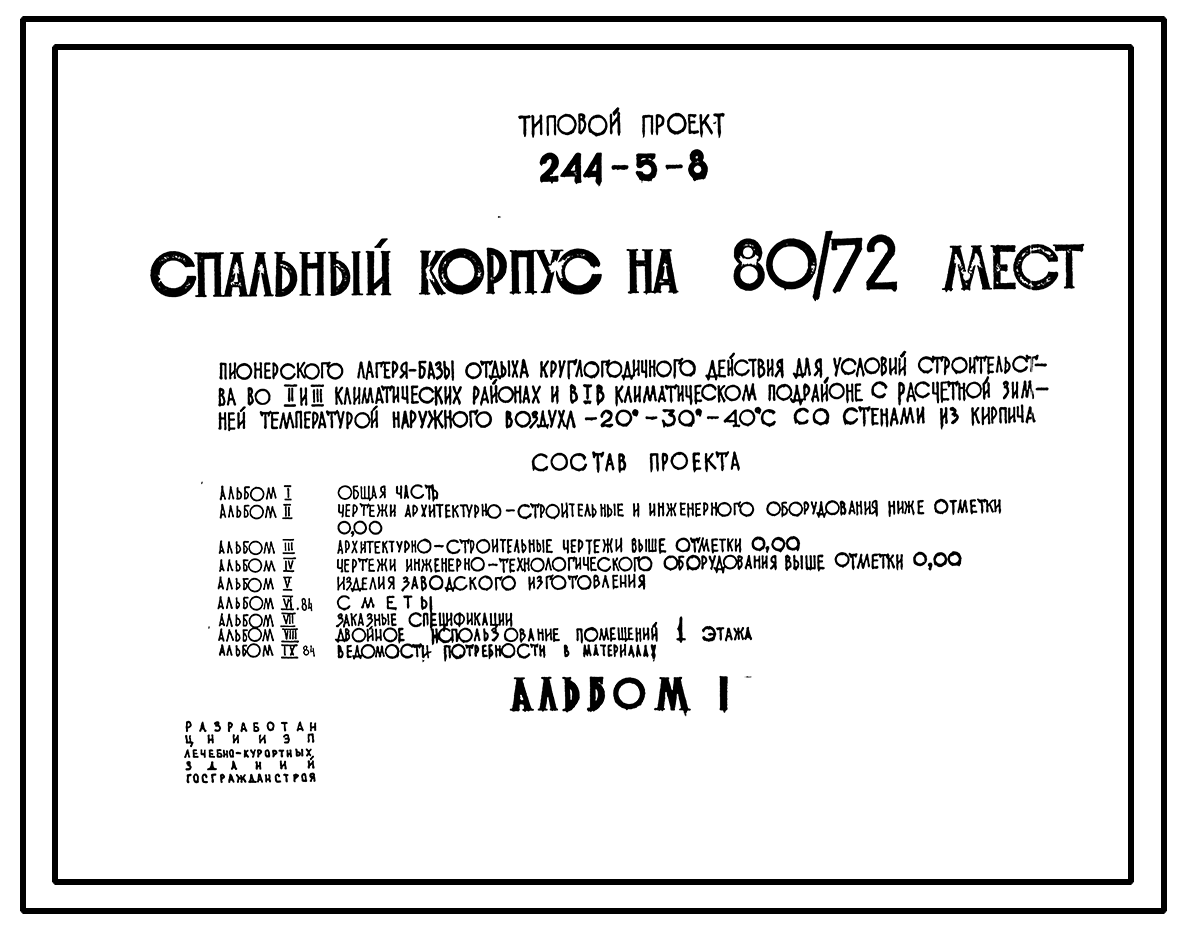 ТИПОВОЙ ПРОЕКТ
244-5-8
СПАЛЬНЫЙ КОРПУС НА 80/72 МЕСТ
ПИОНЕРСКОГО ЛАГЕРЯ-БАЗЫ ОТДЫХА КРУГЛОГОДИЧНОГО ДЕЙСТВИЯ ДЛЯ УСЛОВИЙ СТРОИТЕЛЬСТ-
ВА ВО II И III КЛИМАТИЧЕСКИХ РАЙОНАХ И В I В КЛИМАТИЧЕСКОМ ПОДРАЙОНЕ С РАСЧЕТНОЙ ЗИМ-
НЕЙ ТЕМПЕРАТУРОЙ НАРУЖНОГО ВОЗДУХА -20°-30°-40°С СО СТЕНАМИ ИЗ КИРПИЧА
СОСТАВ ПРОЕКТА
АЛЬБОМ I ОБЩАЯ ЧАСТЬ
АЛЬБОМ II ЧЕРТЕЖИ АРХИТЕКТУРНО-СТРОИТЕЛЬНЫЕ И ИНЖЕНЕРНОГО ОБОРУДОВАНИЯ НИЖЕ ОТМЕТКИ
0,00
АЛЬБОМ III АРХИТЕКТУРНО-СТРОИТЕЛЬНЫЕ ЧЕРТЕЖИ ВЫШЕ ОТМЕТКИ 0,00
АЛЬБОМ IV ЧЕРТЕЖИ ИНЖЕНЕРНО-ТЕХНОЛОГИЧЕСКОГО ОБОРУДОВАНИЯ ВЫШЕ ОТМЕТКИ 0,00
АЛЬБОМ V ИЗДЕЛИЯ ЗАВОДСКОГО ИЗГОТОВЛЕНИЯ
АЛЬБОМ VI.84 СМЕТЫ
АЛЬБОМ VII ЗАКАЗНЫЕ СПЕЦИФИКАЦИИ
АЛЬБОМ VIII ДВОЙНОЕ ИСПОЛЬЗОВАНИЕ ПОМЕЩЕНИЙ 1 ЭТАЖА
АЛЬБОМ IX 84 ВЕДОМОСТИ ПОТРЕБНОСТИ В МАТЕРИАЛАХ
АЛЬБОМ I
РАЗРАБОТАН
ЦНИИЭП
ЛЕЧЕБНО-КУРОРТНЫХ
ЗДАНИЙ
ГОСГРАЖДАНСТРОЯ